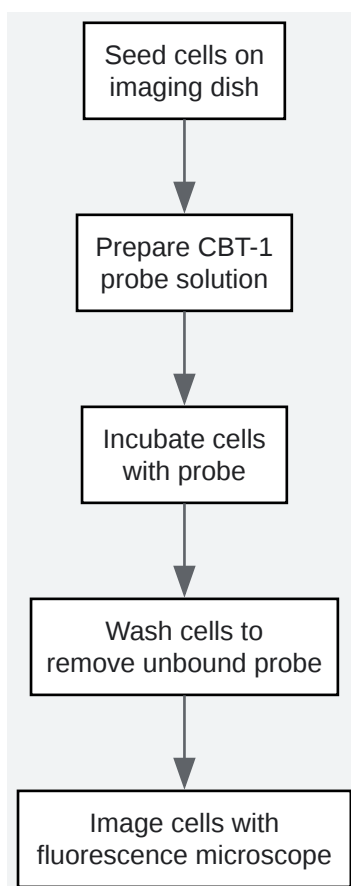 Seed cells on
imaging dish
Prepare CBT-1
probe solution
Incubate cells
with probe
Wash cells to
remove unbound probe
Image cells with
fluorescence microscope